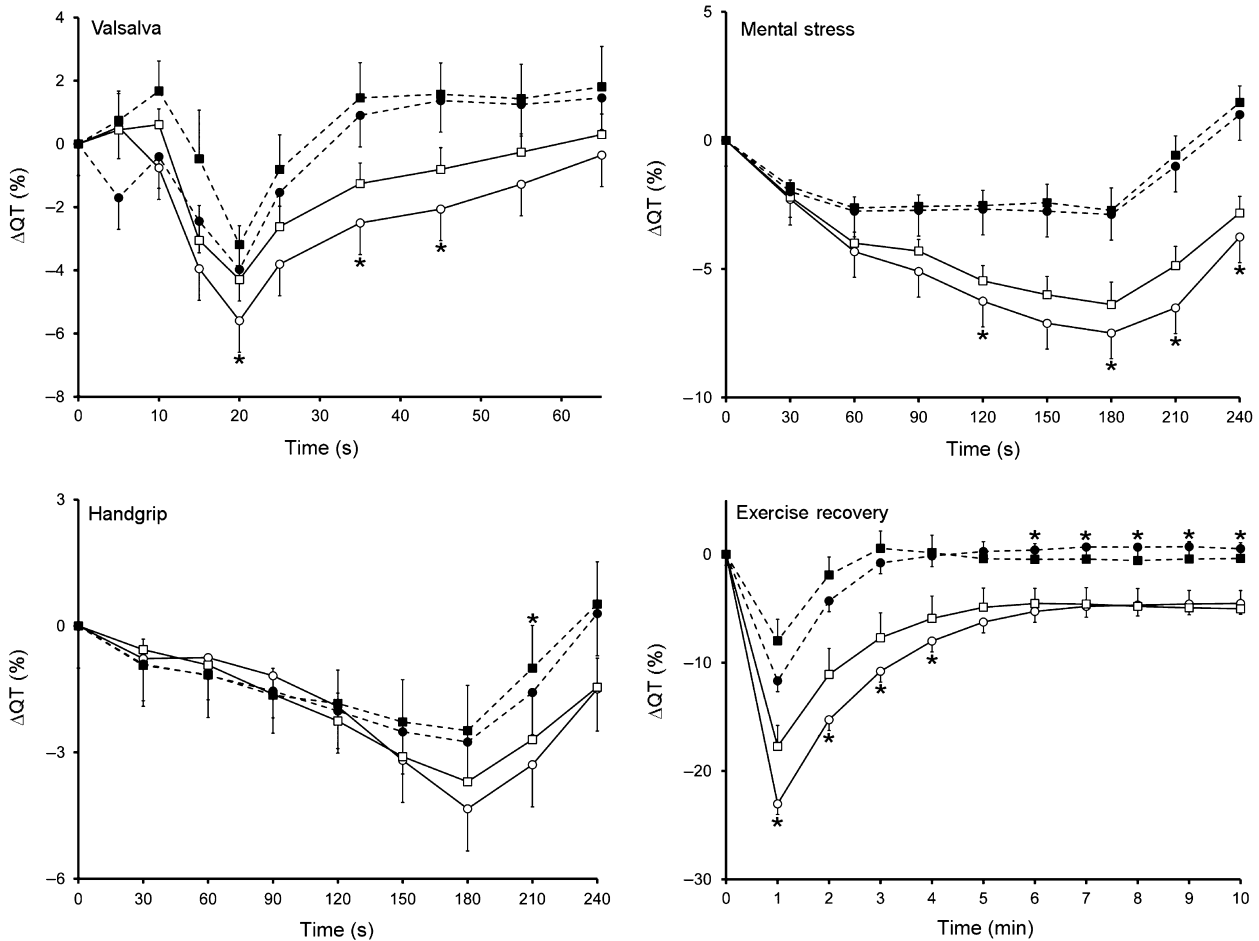 Valsalva
4
2
0
–2
–4
–6
–8
ΔQT (%)
* * *
0 10 20 30 40 50 60
Time (s)
Mental stress
5
0
–5
–10
ΔQT (%)
* * * *
0 30 60 90 120 150 180 210 240
Time (s)
Handgrip
3
0
–3
–6
ΔQT (%)
*
0 30 60 90 120 150 180 210 240
Time (s)
Exercise recovery
0
–10
–20
–30
ΔQT (%)
* * * * *
* * * *
0 1 2 3 4 5 6 7 8 9 10
Time (min)